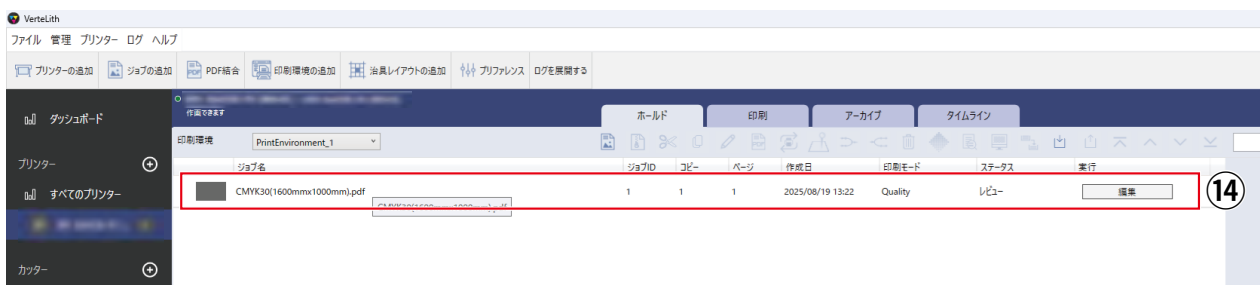 VerteLith
ファイル 管理 プリンター ログ ヘルプ
プリンターの追加 ジョブの追加 PDF結合 印刷環境の追加 治具レイアウトの追加 プリファレンス ログを展開する
作画できます
ダッシュボード
ホールド 印刷 アーカイブ タイムライン
印刷環境 PrintEnvironment_1
プリンター
ジョブ名 ジョブID コピー ページ 作成日 印刷モード ステータス 実行
すべてのプリンター
CMYK30(1600mmx1000mm).pdf 1 1 1 2025/08/19 13:22 Quality レビュー 編集
⑭
CMYK30(1600mmx1000mm).pdf
カッター